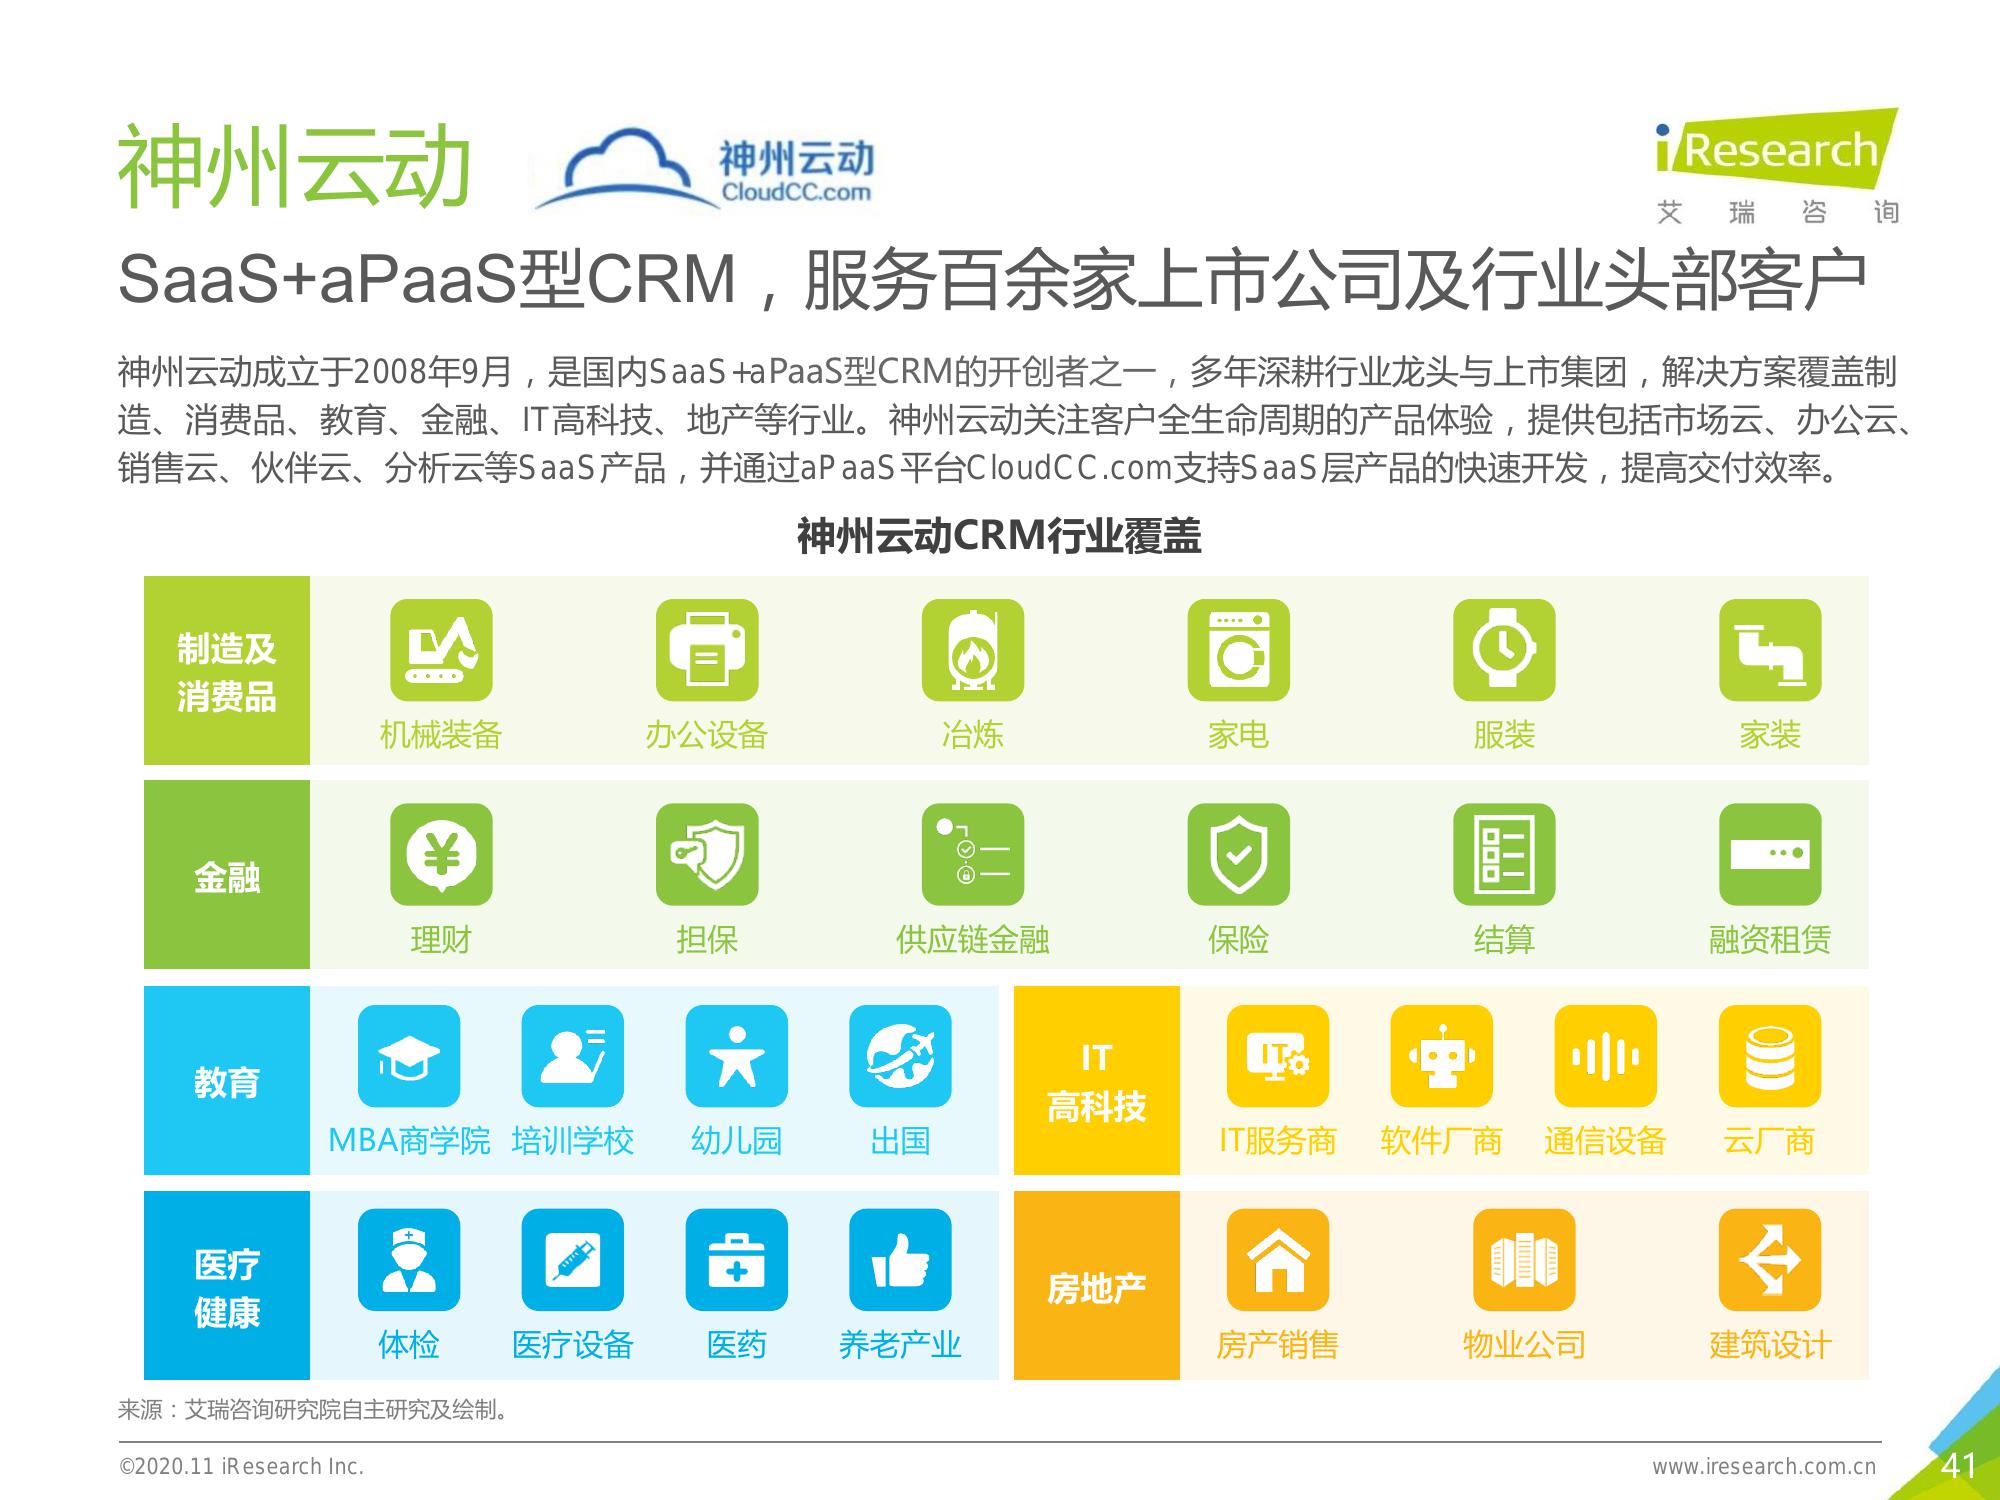 神州云动
神州云动
CloudCC.com
iResearch
艾瑞咨询
SaaS+aPaaS型CRM，服务百余家上市公司及行业头部客户
神州云动成立于2008年9月，是国内SaaS+aPaaS型CRM的开创者之一，多年深耕行业龙头与上市集团，解决方案覆盖制
造、消费品、教育、金融、IT高科技、地产等行业。神州云动关注客户全生命周期的产品体验，提供包括市场云、办公云、
销售云、伙伴云、分析云等SaaS产品，并通过aPaaS平台CloudCC.com支持SaaS层产品的快速开发，提高交付效率。
神州云动CRM行业覆盖
制造及
消费品
机械装备 办公设备 冶炼 家电 服装 家装
金融
¥
理财 担保 供应链金融 保险 结算 融资租赁
教育
MBA商学院 培训学校 幼儿园 出国
IT
高科技
IT
IT服务商 软件厂商 通信设备 云厂商
医疗
健康
体检 医疗设备 医药 养老产业
房地产
房产销售 物业公司 建筑设计
来源：艾瑞咨询研究院自主研究及绘制。
©2020.11 iResearch Inc.
www.iresearch.com.cn
41